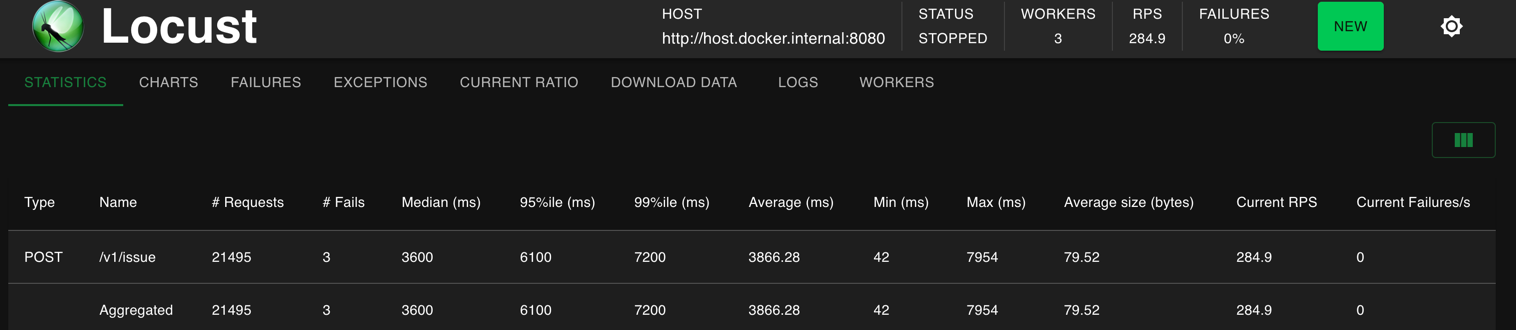 Locust
HOST
http://host.docker.internal:8080
STATUS
STOPPED
WORKERS
3
RPS
284.9
FAILURES
0%
NEW
STATISTICS CHARTS FAILURES EXCEPTIONS CURRENT RATIO DOWNLOAD DATA LOGS WORKERS
Type Name # Requests # Fails Median (ms) 95%ile (ms) 99%ile (ms) Average (ms) Min (ms) Max (ms) Average size (bytes) Current RPS Current Failures/s
POST /v1/issue 21495 3 3600 6100 7200 3866.28 42 7954 79.52 284.9 0
Aggregated 21495 3 3600 6100 7200 3866.28 42 7954 79.52 284.9 0